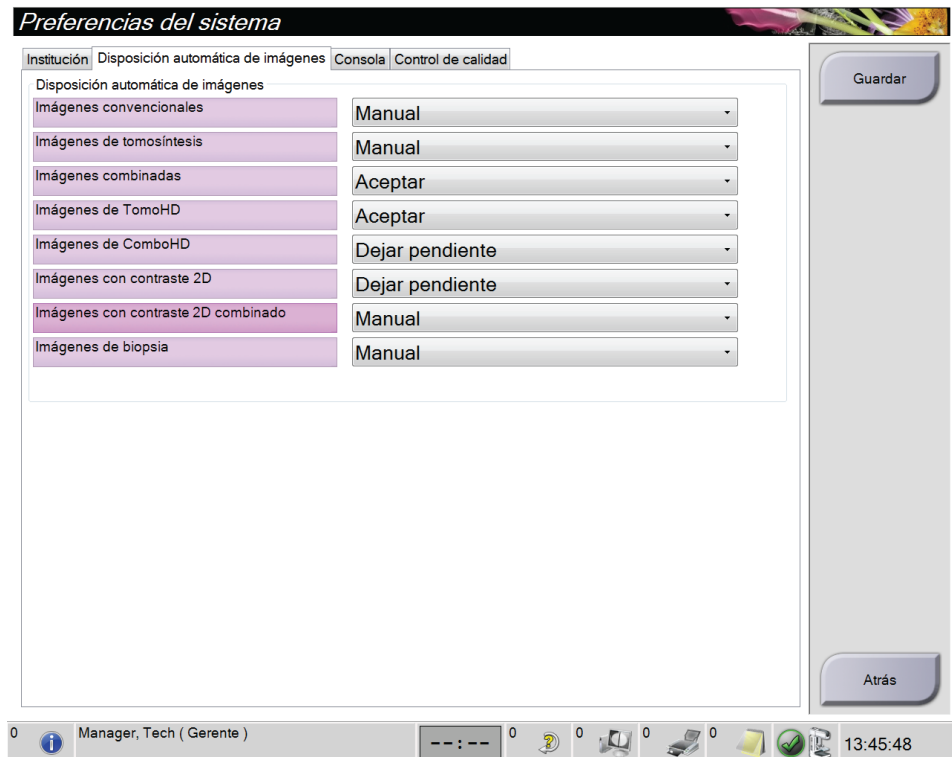 Preferencias del sistema
Institución Disposición automática de imágenes Consola Control de calidad
Guardar
Disposición automática de imágenes
Imágenes convencionales Manual
Imágenes de tomosíntesis Manual
Imágenes combinadas Aceptar
Imágenes de TomoHD Aceptar
Imágenes de ComboHD Dejar pendiente
Imágenes con contraste 2D Dejar pendiente
Imágenes con contraste 2D combinado Manual
Imágenes de biopsia Manual
Atrás
0 Manager, Tech ( Gerente ) --:-- 0 0 0 0 13:45:48